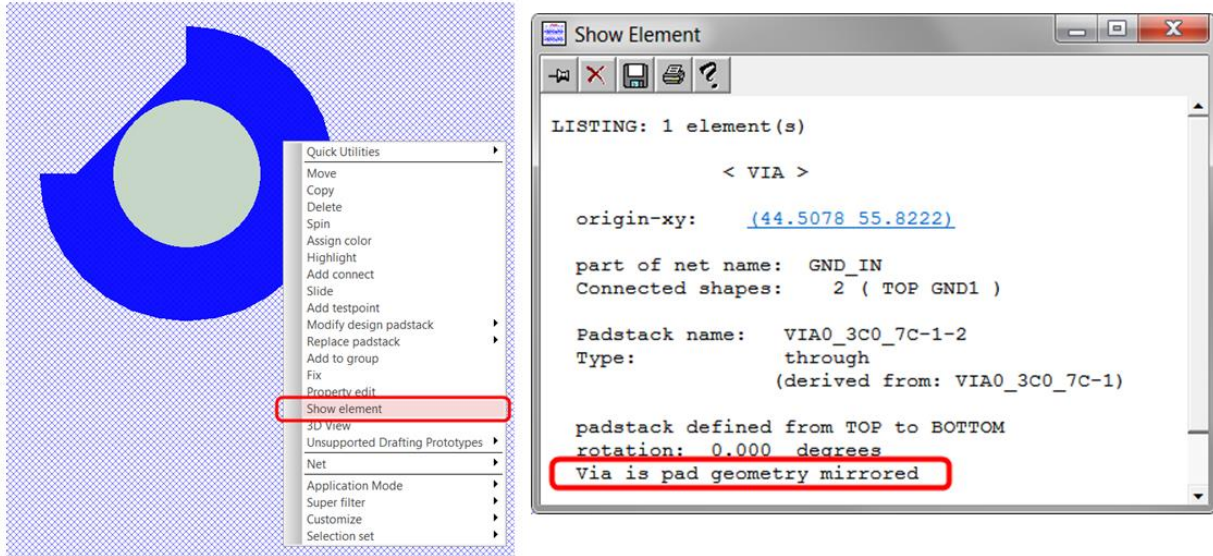 Quick Utilities
Move
Copy
Delete
Spin
Assign color
Highlight
Add connect
Slide
Add testpoint
Modify design padstack
Replace padstack
Add to group
Fix
Property edit
Show element
3D View
Unsupported Drafting Prototypes
Net
Application Mode
Super filter
Customize
Selection set
Show Element
LISTING: 1 element(s)
< VIA >
origin-xy: (44.5078 55.8222)
part of net name: GND_IN
Connected shapes: 2 ( TOP GND1 )
Padstack name: VIA0_3C0_7C-1-2
Type: through
(derived from: VIA0_3C0_7C-1)
padstack defined from TOP to BOTTOM
rotation: 0.000 degrees
Via is pad geometry mirrored